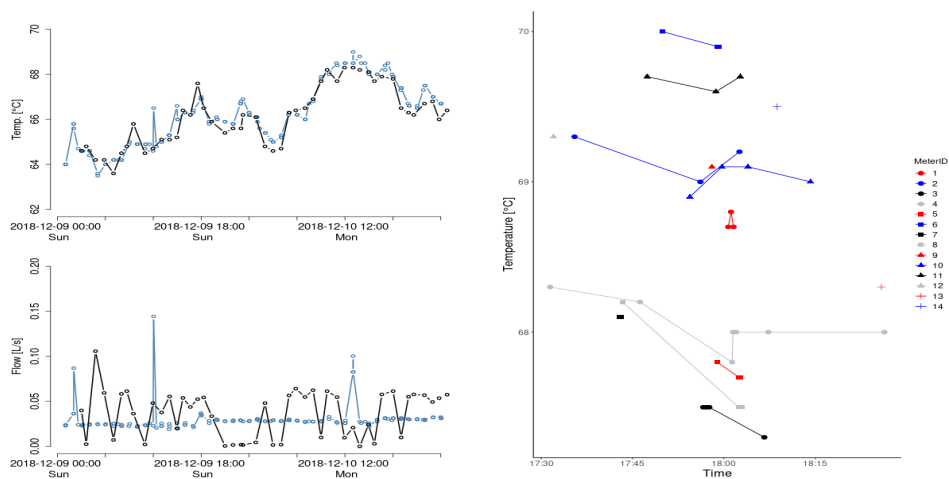 Temp. [°C]
70
68
66
64
62
2018-12-09 00:00 2018-12-09 18:00 2018-12-10 12:00
Sun Sun Mon
Flow [L/s]
0.20
0.15
0.10
0.05
0.00
2018-12-09 00:00 2018-12-09 18:00 2018-12-10 12:00
Sun Sun Mon
Temperature [°C]
70
69
68
17:30 17:45 18:00 18:15
Time
MeterID
1
2
3
4
5
6
7
8
9
10
11
12
13
14